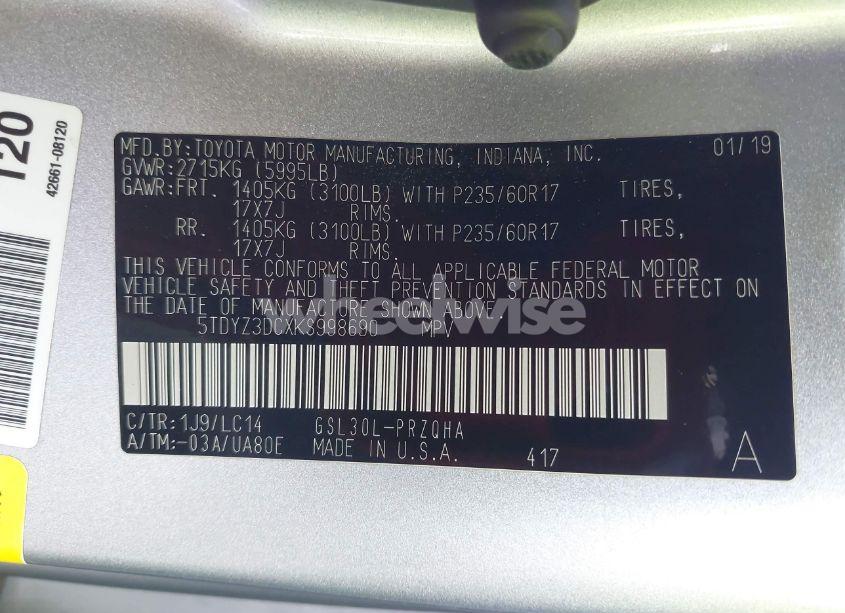 120
42661-08120
MFD.BY:TOYOTA MOTOR MANUFACTURING, INDIANA, INC. 01/19
GVWR:2715KG (5995LB)
GAWR:FRT. 1405KG (3100LB) WITH P235/60R17 TIRES,
17X7J RIMS.
RR. 1405KG (3100LB) WITH P235/60R17 TIRES,
17X7J RIMS.
THIS VEHICLE CONFORMS TO ALL APPLICABLE FEDERAL MOTOR
VEHICLE SAFETY AND THEFT PREVENTION STANDARDS IN EFFECT ON
THE DATE OF MANUFACTURE SHOWN ABOVE.
wheelwise
5TDYZ3DCXKS998690 MPV
C/TR:1J9/LC14 GSL30L-PRZQHA
A/TM:-03A/UA80E MADE IN U.S.A. 417 A